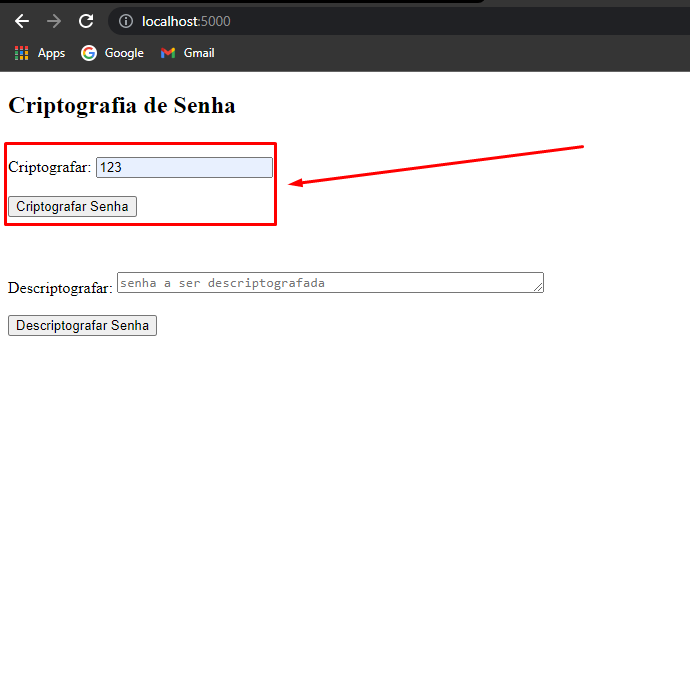 localhost:5000
Apps Google Gmail
Criptografia de Senha
Criptografar: 123
Criptografar Senha
Descriptografar: senha a ser descriptografada
Descriptografar Senha